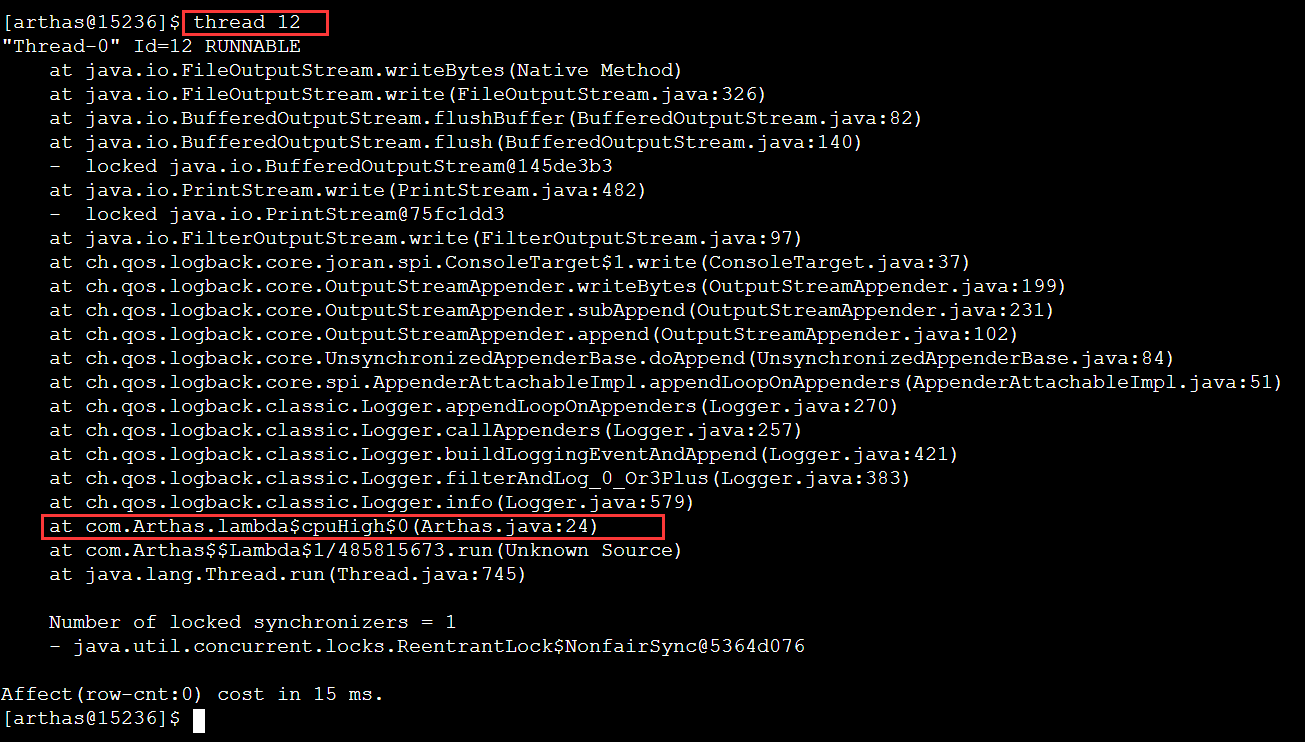 [arthas@15236]$ thread 12
"Thread-0" Id=12 RUNNABLE
    at java.io.FileOutputStream.writeBytes(Native Method)
    at java.io.FileOutputStream.write(FileOutputStream.java:326)
    at java.io.BufferedOutputStream.flushBuffer(BufferedOutputStream.java:82)
    at java.io.BufferedOutputStream.flush(BufferedOutputStream.java:140)
    -  locked java.io.BufferedOutputStream@145de3b3
    at java.io.PrintStream.write(PrintStream.java:482)
    -  locked java.io.PrintStream@75fc1dd3
    at java.io.FilterOutputStream.write(FilterOutputStream.java:97)
    at ch.qos.logback.core.joran.spi.ConsoleTarget$1.write(ConsoleTarget.java:37)
    at ch.qos.logback.core.OutputStreamAppender.writeBytes(OutputStreamAppender.java:199)
    at ch.qos.logback.core.OutputStreamAppender.subAppend(OutputStreamAppender.java:231)
    at ch.qos.logback.core.OutputStreamAppender.append(OutputStreamAppender.java:102)
    at ch.qos.logback.core.UnsynchronizedAppenderBase.doAppend(UnsynchronizedAppenderBase.java:84)
    at ch.qos.logback.core.spi.AppenderAttachableImpl.appendLoopOnAppenders(AppenderAttachableImpl.java:51)
    at ch.qos.logback.classic.Logger.appendLoopOnAppenders(Logger.java:270)
    at ch.qos.logback.classic.Logger.callAppenders(Logger.java:257)
    at ch.qos.logback.classic.Logger.buildLoggingEventAndAppend(Logger.java:421)
    at ch.qos.logback.classic.Logger.filterAndLog_0_Or3Plus(Logger.java:383)
    at ch.qos.logback.classic.Logger.info(Logger.java:579)
    at com.Arthas.lambda$cpuHigh$0(Arthas.java:24)
    at com.Arthas$$Lambda$1/485815673.run(Unknown Source)
    at java.lang.Thread.run(Thread.java:745)

    Number of locked synchronizers = 1
    - java.util.concurrent.locks.ReentrantLock$NonfairSync@5364d076

Affect(row-cnt:0) cost in 15 ms.
[arthas@15236]$